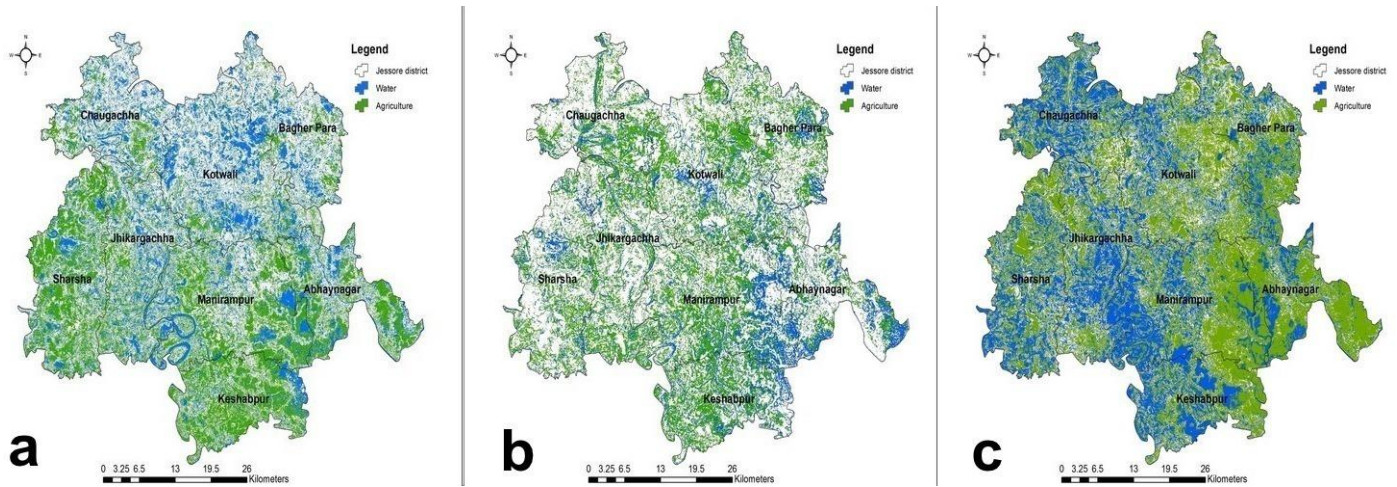 N
W E
S
Legend
Jessore district
Water
Agriculture
Chaugachha
Bagher Para
Kotwali
Jhikargachha
Sharsha
Manirampur
Abhaynagar
Keshabpur
a
0 3.25 6.5 13 19.5 26
Kilometers
N
W E
S
Legend
Jessore district
Water
Agriculture
Chaugachha
Bagher Para
Kotwali
Jhikargachha
Sharsha
Manirampur
Abhaynagar
Keshabpur
b
0 3.25 6.5 13 19.5 26
Kilometers
N
W E
S
Legend
Jessore district
Water
Agriculture
Chaugachha
Bagher Para
Kotwali
Jhikargachha
Sharsha
Manirampur
Abhaynagar
Keshabpur
c
0 3.25 6.5 13 19.5 26
Kilometers